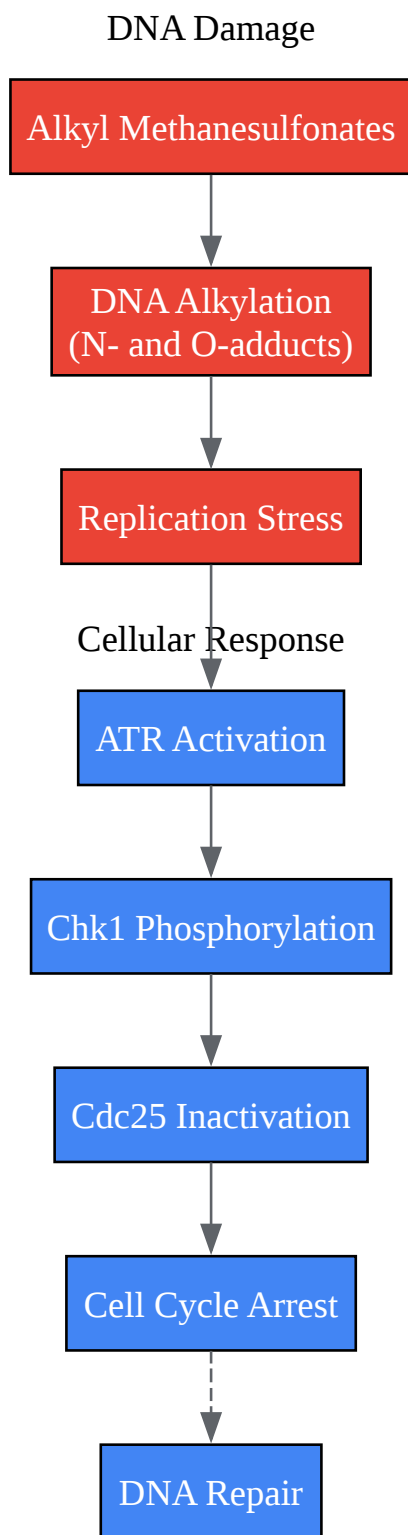 DNA Damage
Alkyl Methanesulfonates
DNA Alkylation
(N- and O-adducts)
Replication Stress
Cellular Response
ATR Activation
Chk1 Phosphorylation
Cdc25 Inactivation
Cell Cycle Arrest
DNA Repair